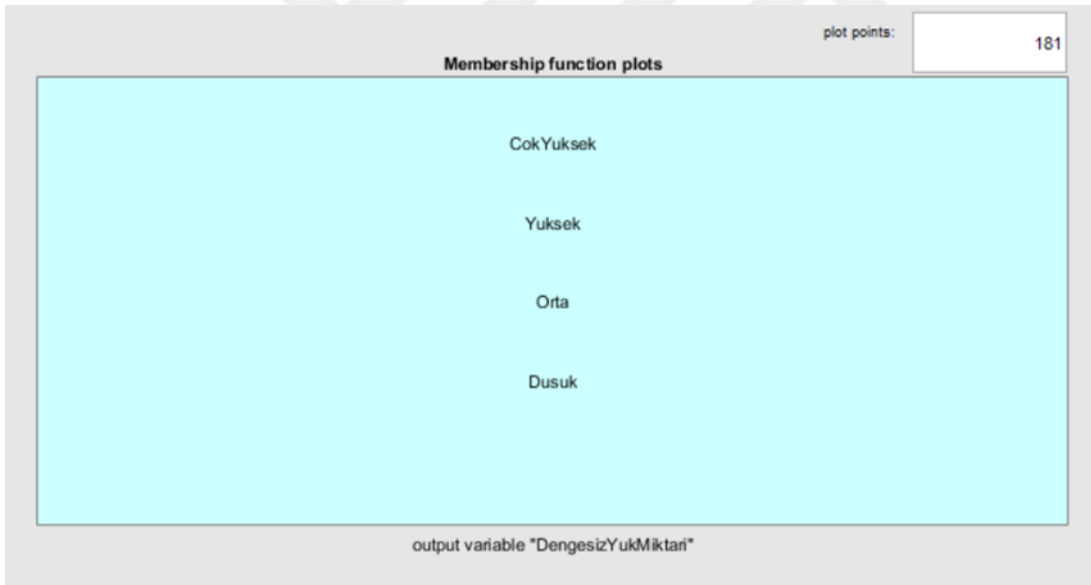 plot points:
181
Membership function plots
CokYuksek
Yuksek
Orta
Dusuk
output variable "DengesizYukMiktari"